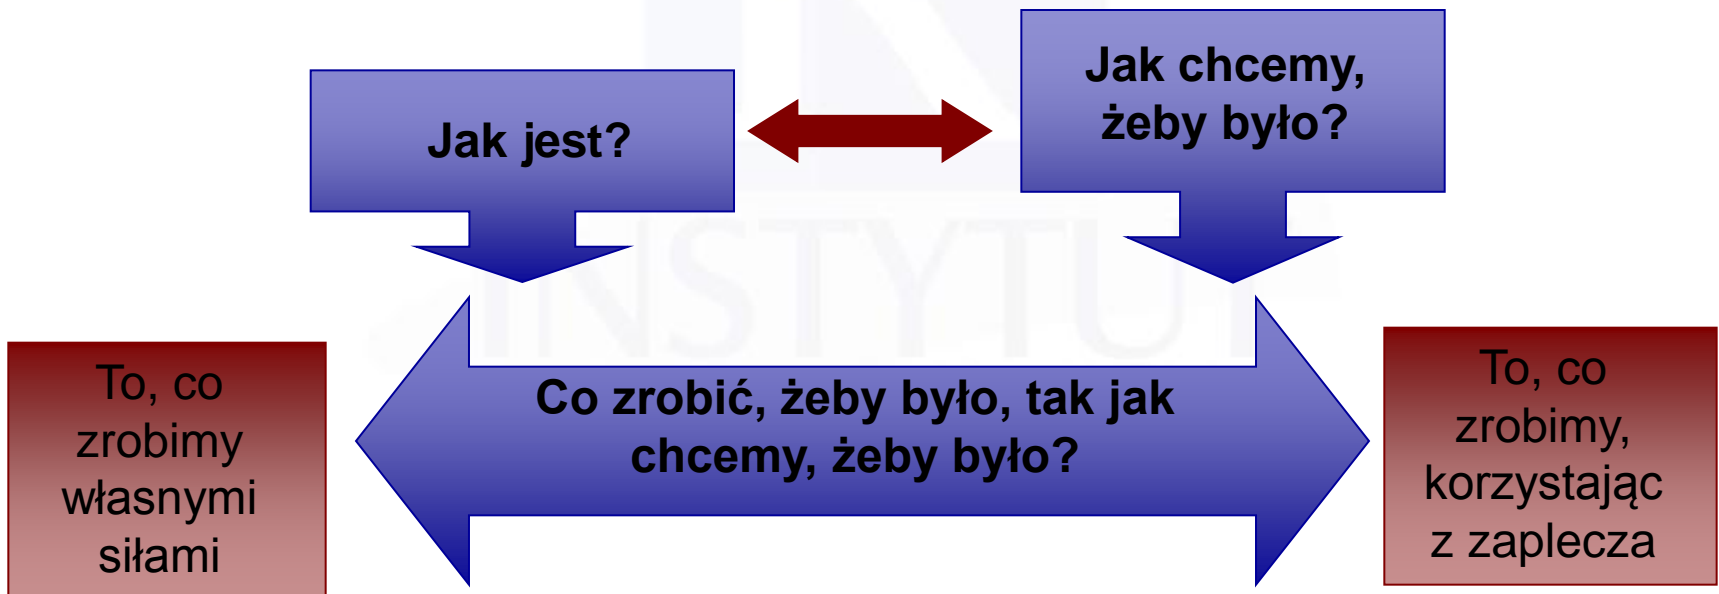 Jak jest?
Jak chcemy,
żeby było?
INSTYTUT
To, co
zrobimy
własnymi
siłami
Co zrobić, żeby było, tak jak
chcemy, żeby było?
To, co
zrobimy,
korzystając
z zaplecza